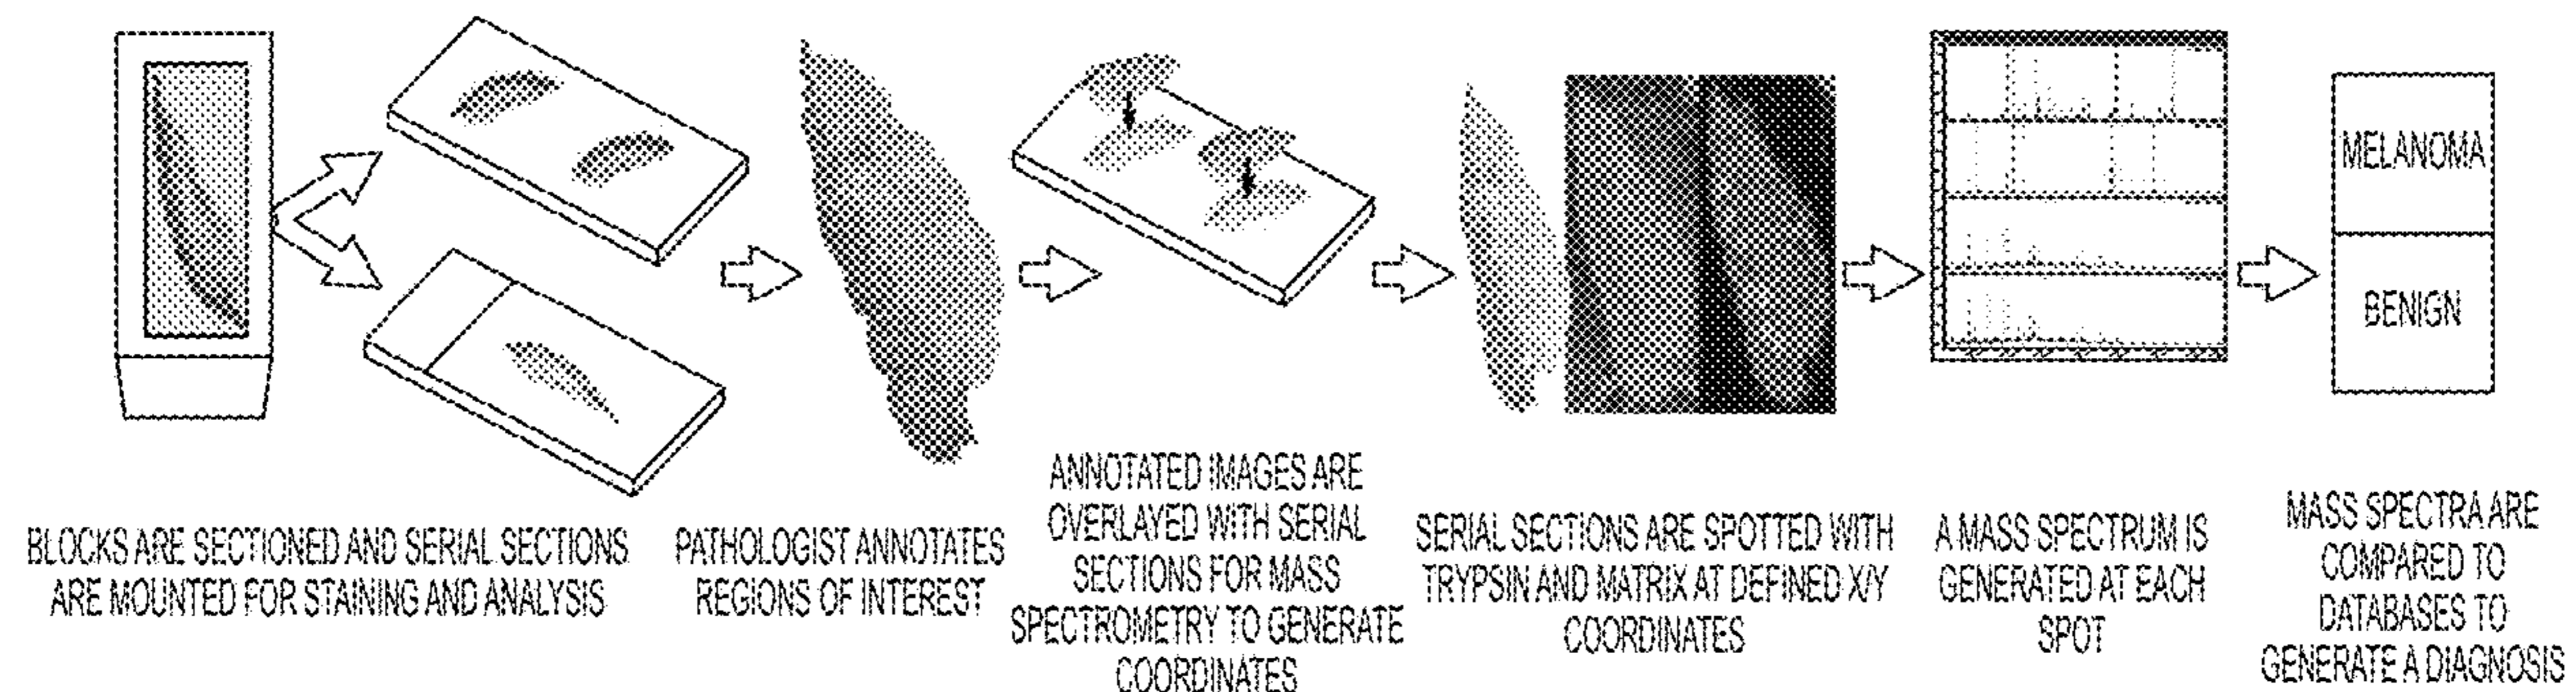 BLOCKS ARE SECTIONED AND SERIAL SECTIONS
ARE MOUNTED FOR STAINING AND ANALYSIS
PATHOLOGIST ANNOTATES
REGIONS OF INTEREST
ANNOTATED IMAGES ARE
OVERLAYED WITH SERIAL
SECTIONS FOR MASS
SPECTROMETRY TO GENERATE
COORDINATES
SERIAL SECTIONS ARE SPOTTED WITH
TRYPSIN AND MATRIX AT DEFINED X/Y
COORDINATES
A MASS SPECTRUM IS
GENERATED AT EACH
SPOT
MELANOMA
BENIGN
MASS SPECTRA ARE
COMPARED TO
DATABASES TO
GENERATE A DIAGNOSIS